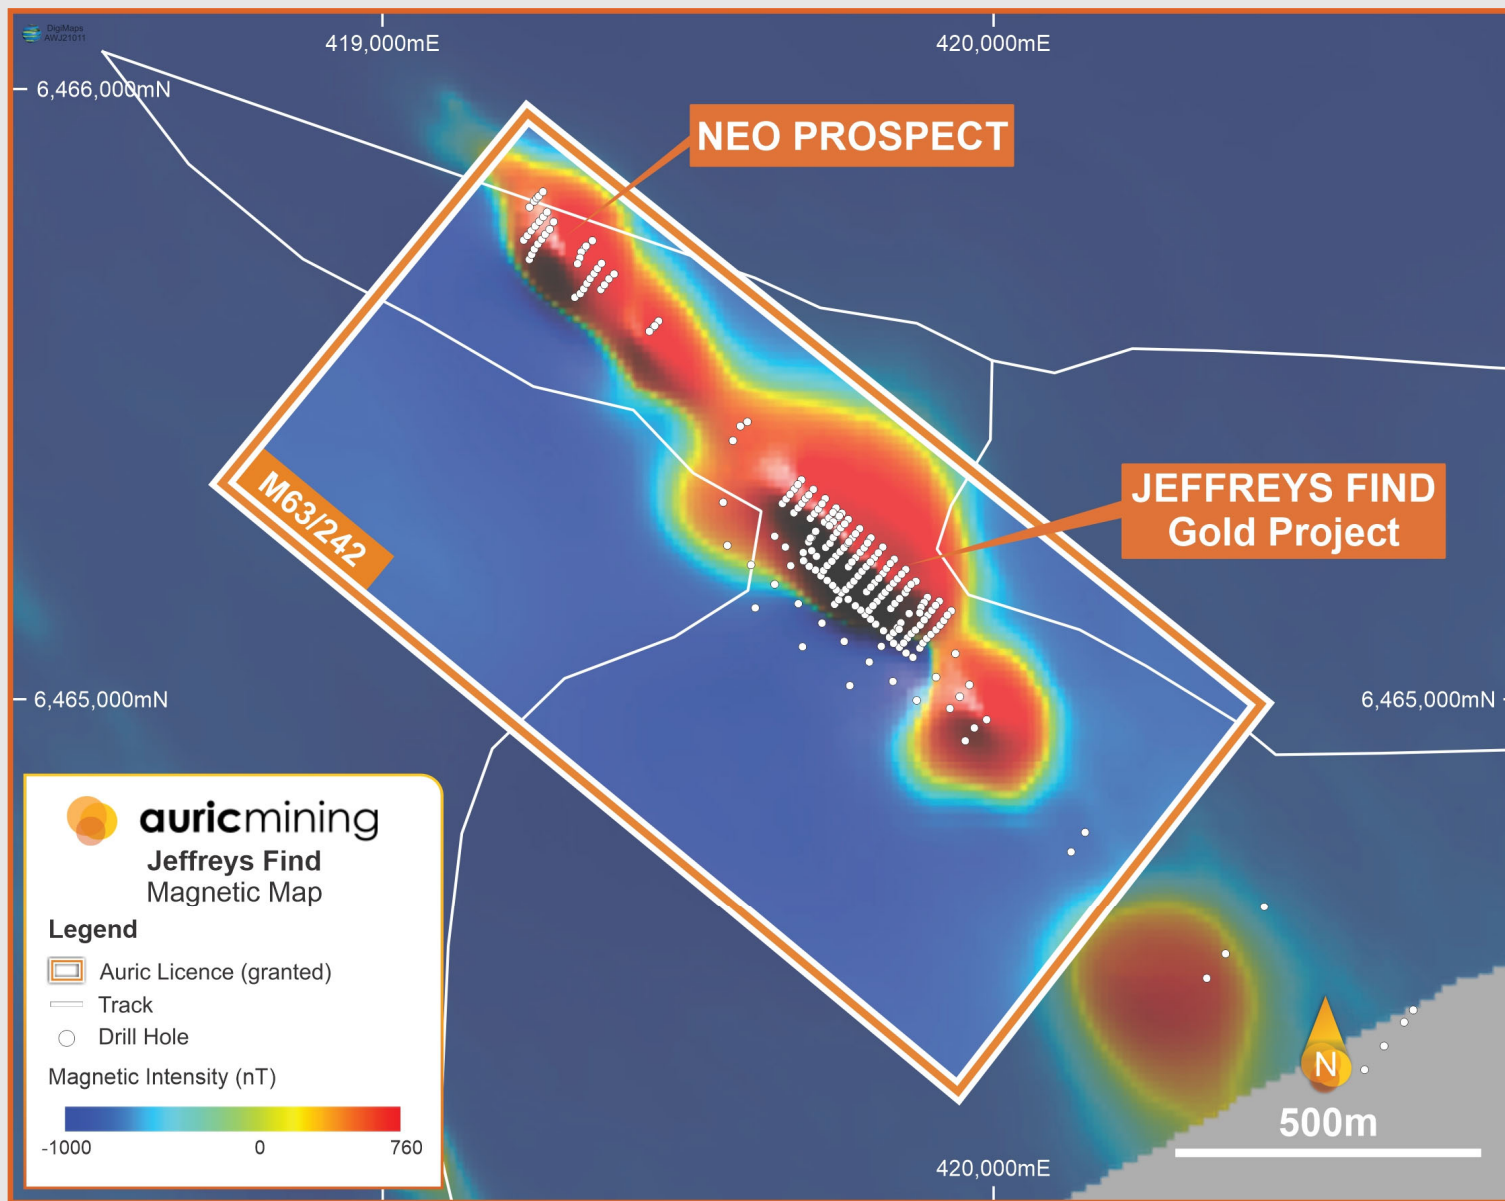 DigiMaps
AWJ21011
419,000mE
420,000mE
6,466,000mN
NEO PROSPECT
JEFFREYS FIND
Gold Project
M63/242
6,465,000mN
6,465,000mN
auricmining
Jeffreys Find
Magnetic Map
Legend
Auric Licence (granted)
Track
Drill Hole
Magnetic Intensity (nT)
-1000
0
760
N
500m
420,000mE